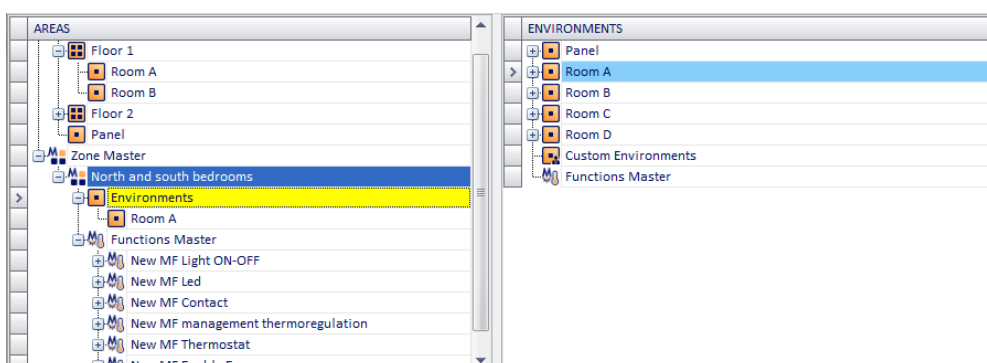 AREAS
Floor 1
Room A
Room B
Floor 2
Panel
Zone Master
North and south bedrooms
Environments
Room A
Functions Master
New MF Light ON-OFF
New MF Led
New MF Contact
New MF management thermoregulation
New MF Thermostat
ENVIRONMENTS
Panel
Room A
Room B
Room C
Room D
Custom Environments
Functions Master